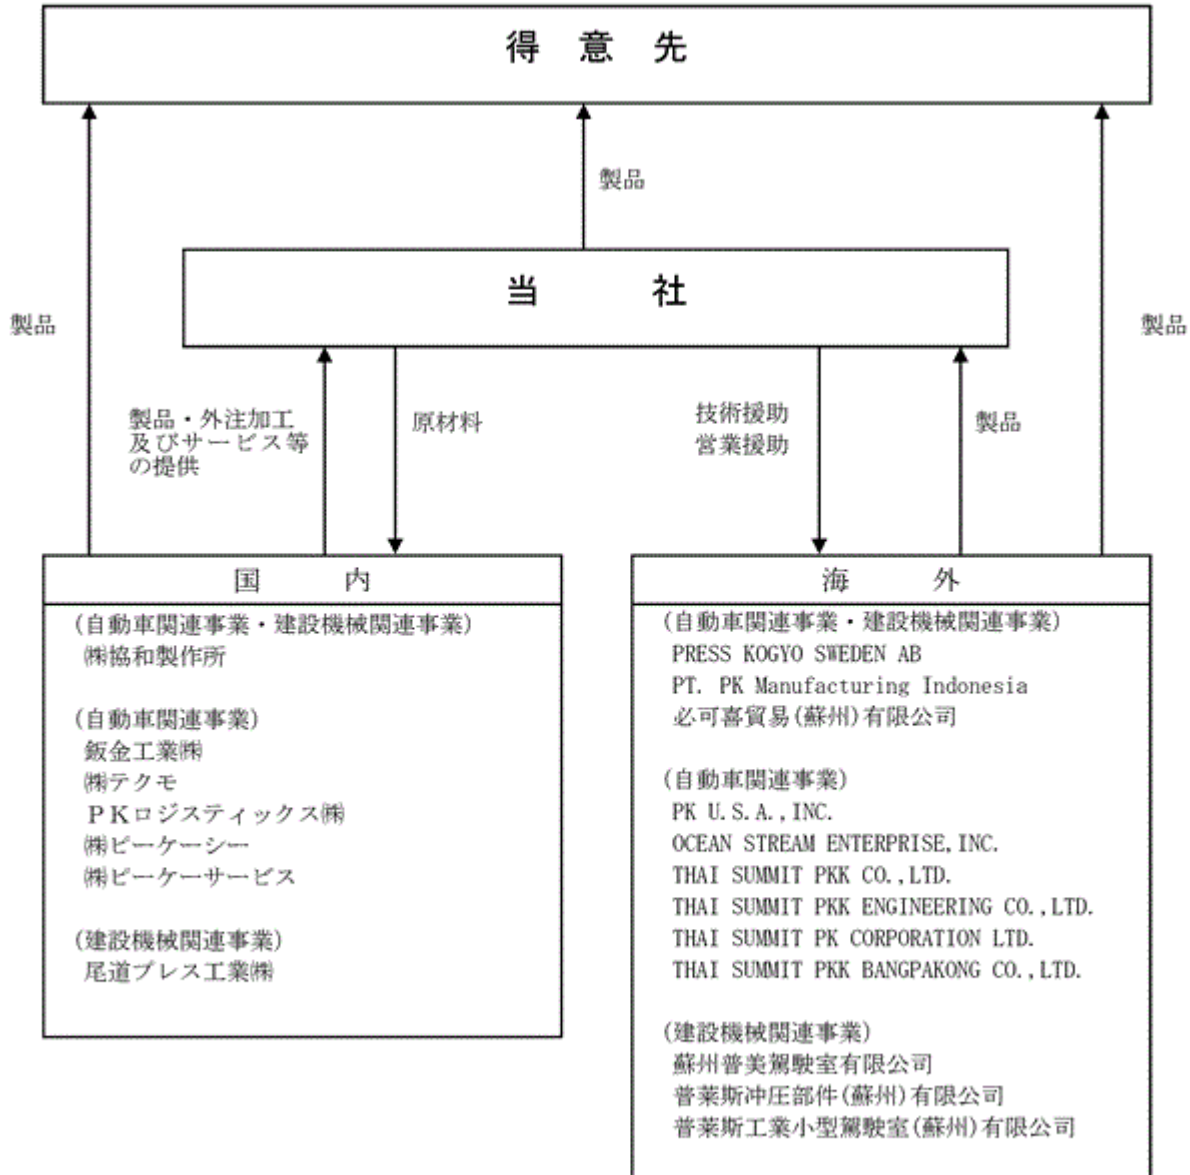 得意先
製品
当社
製品
製品
製品・外注加工
及びサービス等
の提供
原材料
技術援助
営業援助
製品
国内
(自動車関連事業・建設機械関連事業)
㈱協和製作所
(自動車関連事業)
鈑金工業㈱
㈱テクモ
ＰＫロジスティックス㈱
㈱ピーケーシー
㈱ピーケーサービス
(建設機械関連事業)
尾道プレス工業㈱
海外
(自動車関連事業・建設機械関連事業)
PRESS KOGYO SWEDEN AB
PT. PK Manufacturing Indonesia
必可喜貿易(蘇州)有限公司
(自動車関連事業)
PK U.S.A.,INC.
OCEAN STREAM ENTERPRISE,INC.
THAI SUMMIT PKK CO.,LTD.
THAI SUMMIT PKK ENGINEERING CO.,LTD.
THAI SUMMIT PK CORPORATION LTD.
THAI SUMMIT PKK BANGPAKONG CO.,LTD.
(建設機械関連事業)
蘇州普美駕駛室有限公司
普莱斯冲圧部件(蘇州)有限公司
普莱斯工業小型駕駛室(蘇州)有限公司